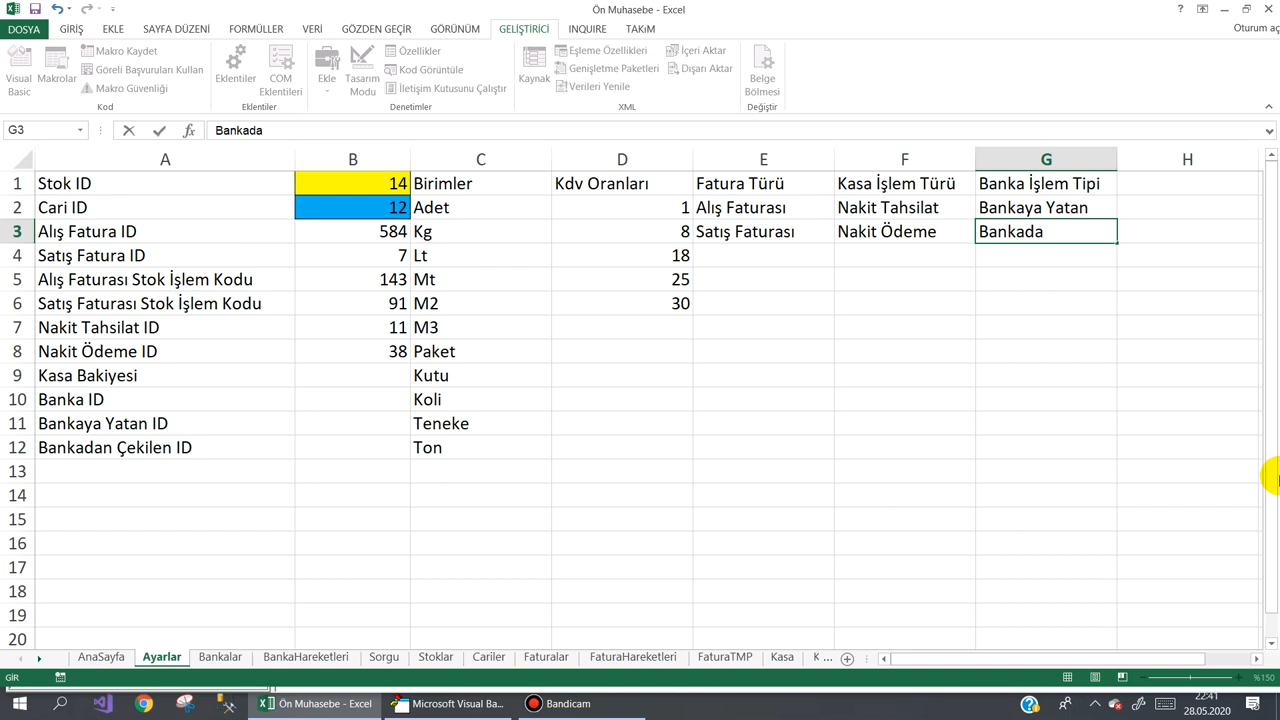 Ön Muhasebe - Excel
DOSYA GİRİŞ EKLE SAYFA DÜZENİ FORMÜLLER VERİ GÖZDEN GEÇİR GÖRÜNÜM GELİŞTİRİCİ INQUIRE TAKıM Oturum aç
Visual Basic
Makrolar
Makro Kaydet
Göreli Başvuruları Kullan
Makro Güvenliği
Kod
Eklentiler
COM Eklentileri
Eklentiler
Ekle
Tasarım Modu
Özellikler
Kod Görüntüle
İletişim Kutusunu Çalıştır
Denetimler
Kaynak
Eşleme Özellikleri
Genişletme Paketleri
Verileri Yenile
İçeri Aktar
Dışarı Aktar
XML
Belge Bölmesi
Değiştir
G3 fx Bankada
A B C D E F G H
1 Stok ID 14 Birimler Kdv Oranları Fatura Türü Kasa İşlem Türü Banka İşlem Tipi
2 Cari ID 12 Adet 1 Alış Faturası Nakit Tahsilat Bankaya Yatan
3 Alış Fatura ID 584 Kg 8 Satış Faturası Nakit Ödeme Bankada
4 Satış Fatura ID 7 Lt 18
5 Alış Faturası Stok İşlem Kodu 143 Mt 25
6 Satış Faturası Stok İşlem Kodu 91 M2 30
7 Nakit Tahsilat ID 11 M3
8 Nakit Ödeme ID 38 Paket
9 Kasa Bakiyesi Kutu
10 Banka ID Koli
11 Bankaya Yatan ID Teneke
12 Bankadan Çekilen ID Ton
13
14
15
16
17
18
19
20
AnaSayfa Ayarlar Bankalar BankaHareketleri Sorgu Stoklar Cariler Faturalar FaturaHareketleri FaturaTMP Kasa K ...
GİR %150
Ön Muhasebe - Excel Microsoft Visual Ba... Bandicam 22:41
28.05.2020